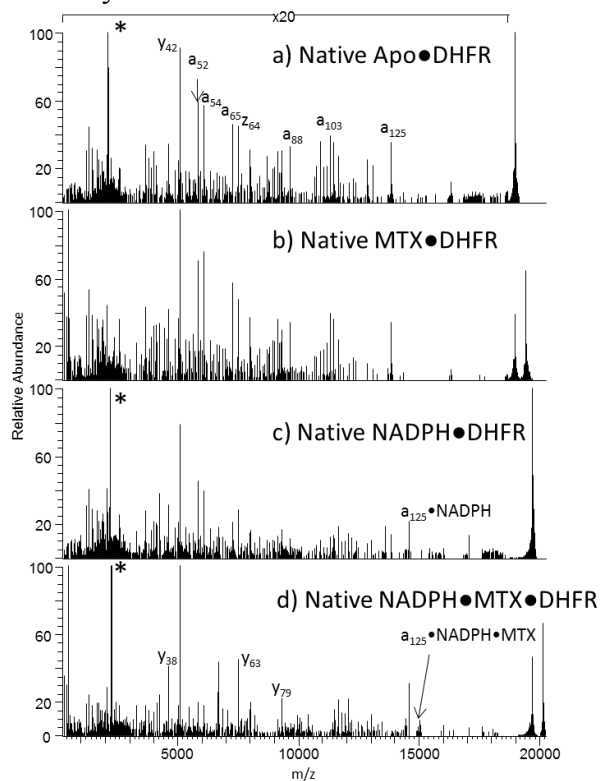 x20
100
60
20
*
y42
a52
a54
a65
z64
a88
a103
a125
a) Native Apo●DHFR
100
60
20
b) Native MTX●DHFR
Relative Abundance
100
60
20
*
c) Native NADPH●DHFR
a125•NADPH
100
60
20
0
*
d) Native NADPH●MTX●DHFR
a125•NADPH•MTX
y38
y63
y79
5000 10000 15000 20000
m/z